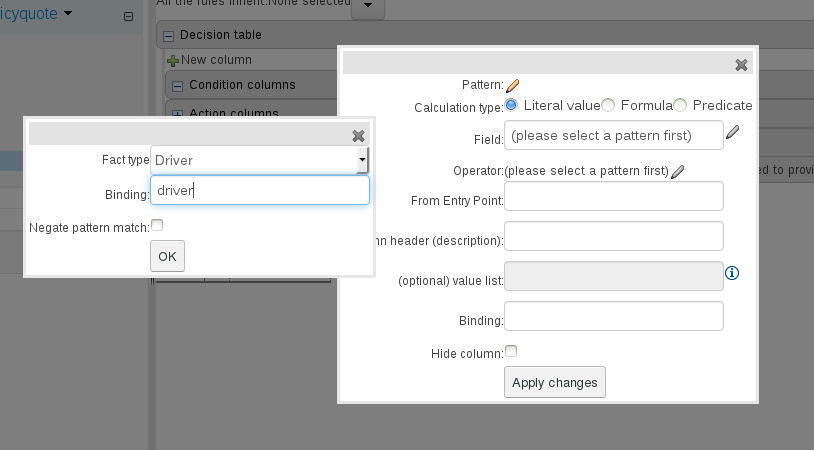 All the rules inherit:None selected
icyquote
Decision table
New column
Condition columns
Action columns
Fact type Driver
Binding: driver
Negate pattern match:
OK
Pattern:
Calculation type: Literal value Formula Predicate
Field: (please select a pattern first)
Operator:(please select a pattern first)
From Entry Point:
nn header (description):
(optional) value list:
Binding:
Hide column:
Apply changes
ed to provi